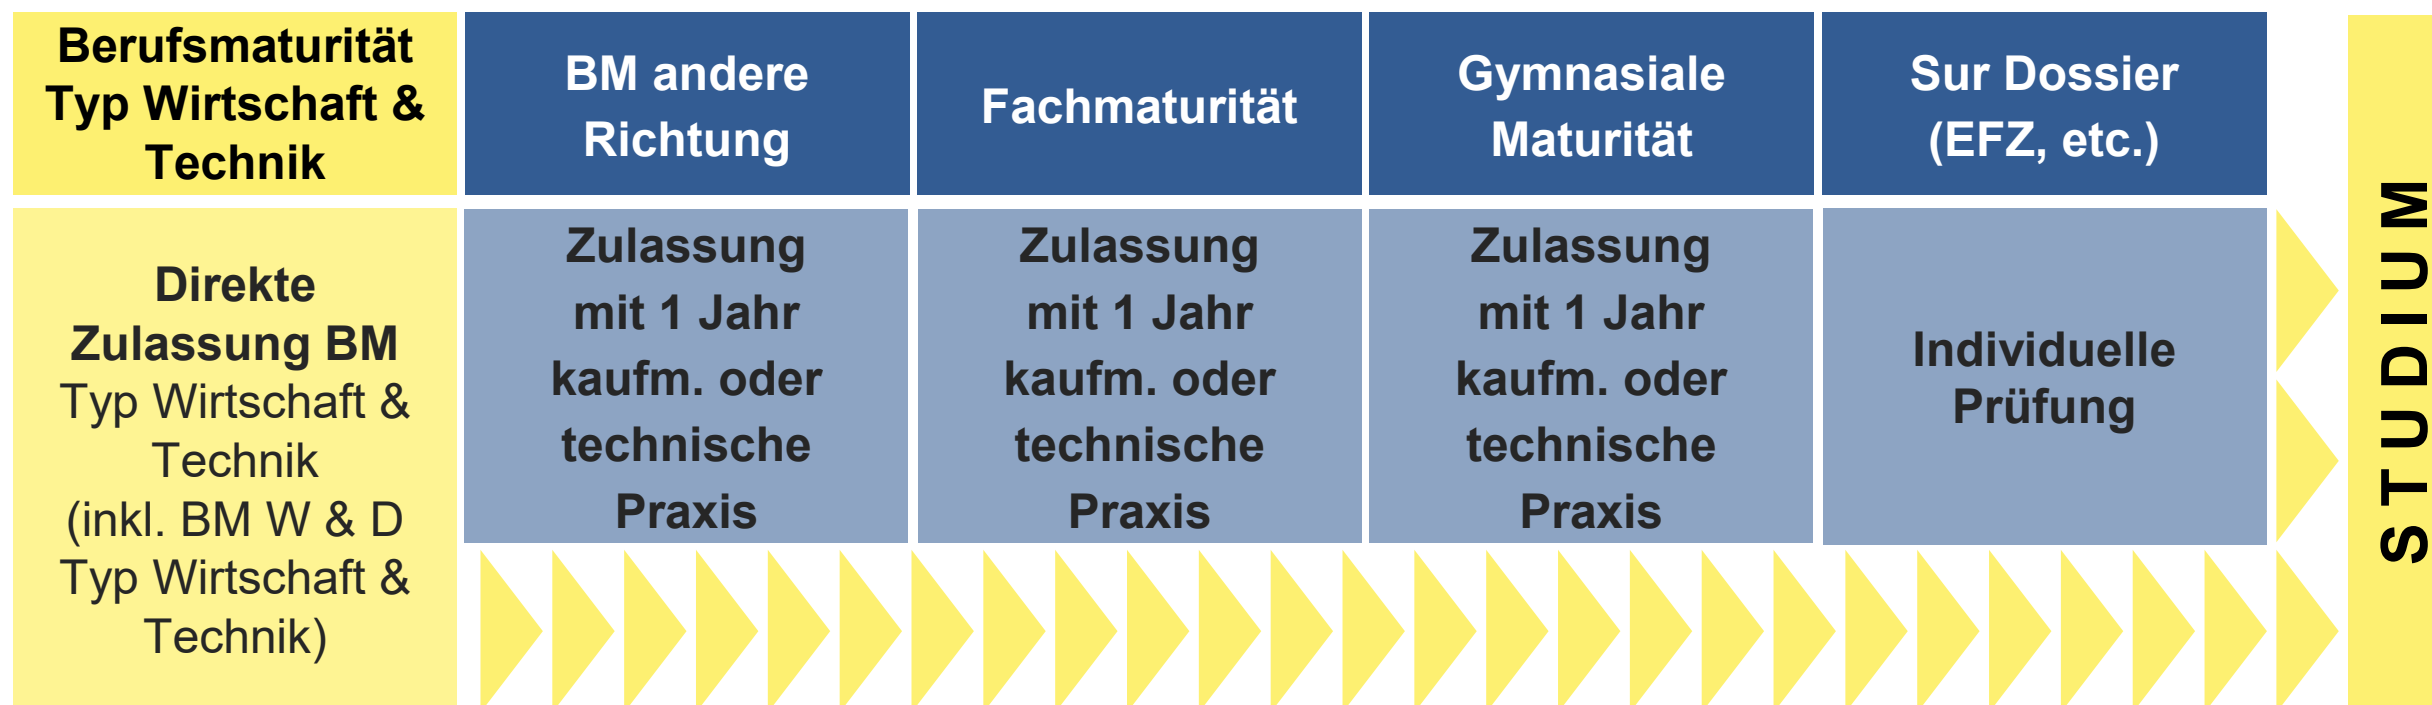 Berufsmaturität
Typ Wirtschaft &
Technik
BM andere
Richtung
Fachmaturität
Gymnasiale
Maturität
Sur Dossier
(EFZ, etc.)
Direkte
Zulassung BM
Typ Wirtschaft &
Technik
(inkl. BM W & D
Typ Wirtschaft &
Technik)
Zulassung
mit 1 Jahr
kaufm. oder
technische
Praxis
Zulassung
mit 1 Jahr
kaufm. oder
technische
Praxis
Zulassung
mit 1 Jahr
kaufm. oder
technische
Praxis
Individuelle
Prüfung
STUDIUM